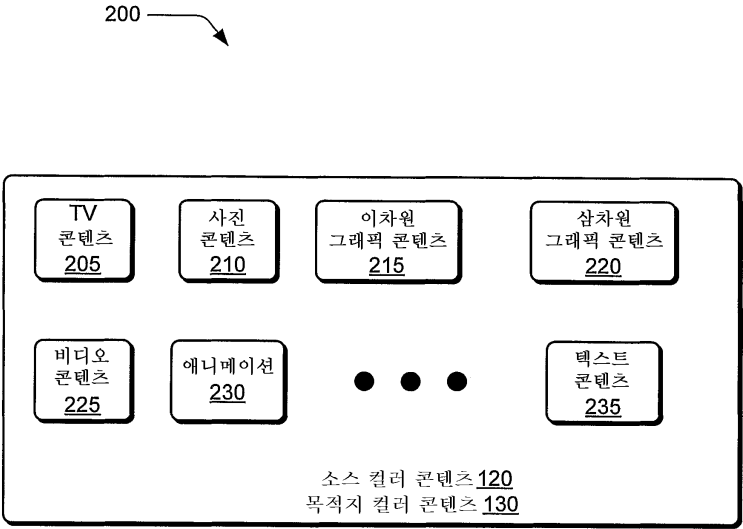 200
TV
콘텐츠
205
사진
콘텐츠
210
이차원
그래픽 콘텐츠
215
삼차원
그래픽 콘텐츠
220
비디오
콘텐츠
225
애니메이션
230
텍스트
콘텐츠
235
소스 컬러 콘텐츠 120
목적지 컬러 콘텐츠 130